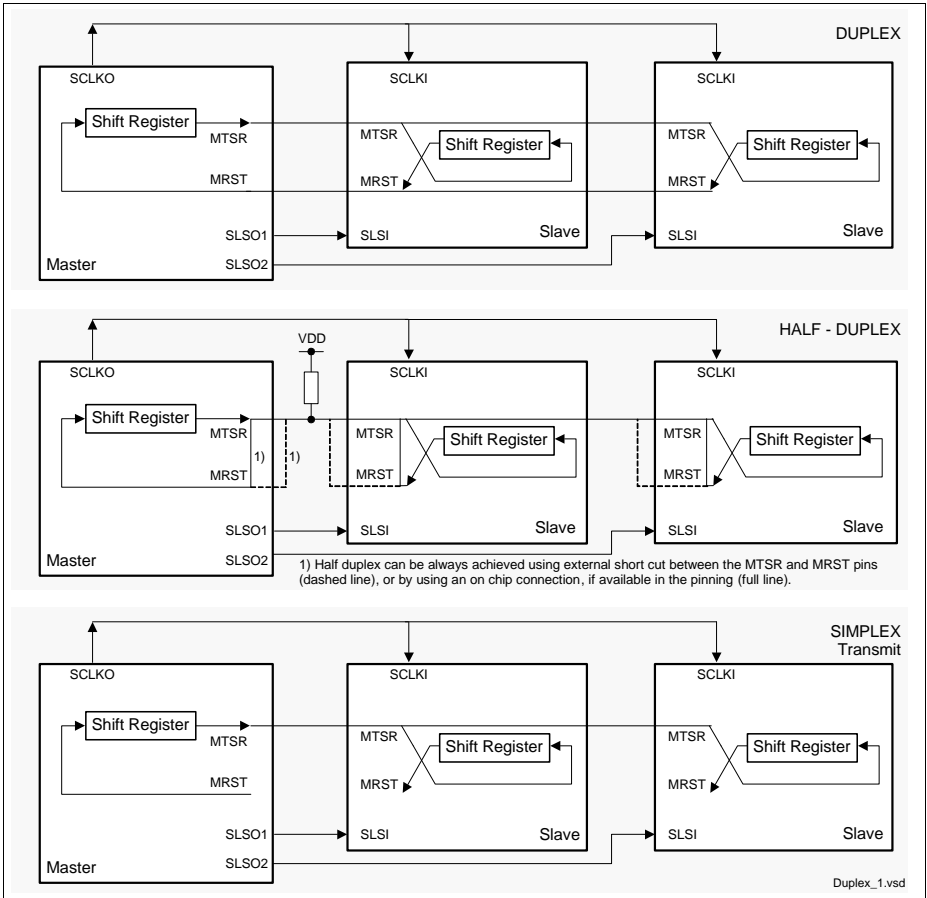 DUPLEX
SCLKO
SCLKI
SCLKI
Shift Register
MTSR
MRST
SLSO1
SLSO2
Master
MTSR
Shift Register
MRST
SLSI
Slave
MTSR
Shift Register
MRST
SLSI
Slave
HALF - DUPLEX
VDD
SCLKO
SCLKI
SCLKI
Shift Register
MTSR
MRST
1)
1)
SLSO1
SLSO2
Master
MTSR
Shift Register
MRST
SLSI
Slave
MTSR
Shift Register
MRST
SLSI
Slave
1) Half duplex can be always achieved using external short cut between the MTSR and MRST pins
(dashed line), or by using an on chip connection, if available in the pinning (full line).
SIMPLEX
Transmit
SCLKO
SCLKI
SCLKI
Shift Register
MTSR
MRST
SLSO1
SLSO2
Master
MTSR
Shift Register
MRST
SLSI
Slave
MTSR
Shift Register
MRST
SLSI
Slave
Duplex_1.vsd